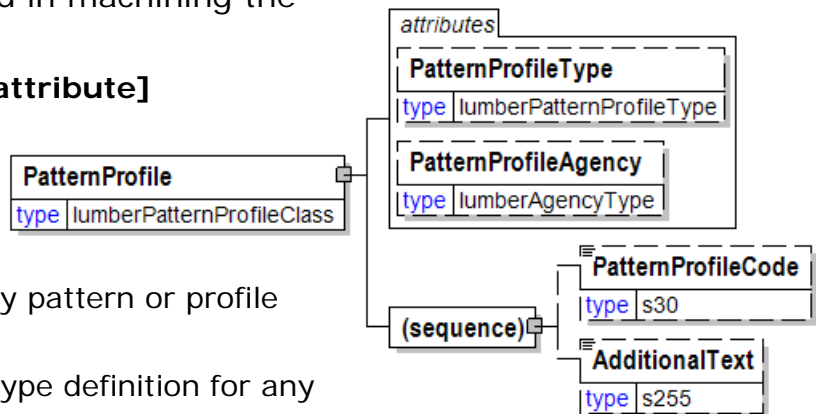 d in machining the
attribute]
y pattern or profile
ype definition for any
attributes
PatternProfileType
type lumberPatternProfileType
PatternProfileAgency
type lumberAgencyType
PatternProfile
type lumberPatternProfileClass
(sequence)
PatternProfileCode
type s30
AdditionalText
type s255